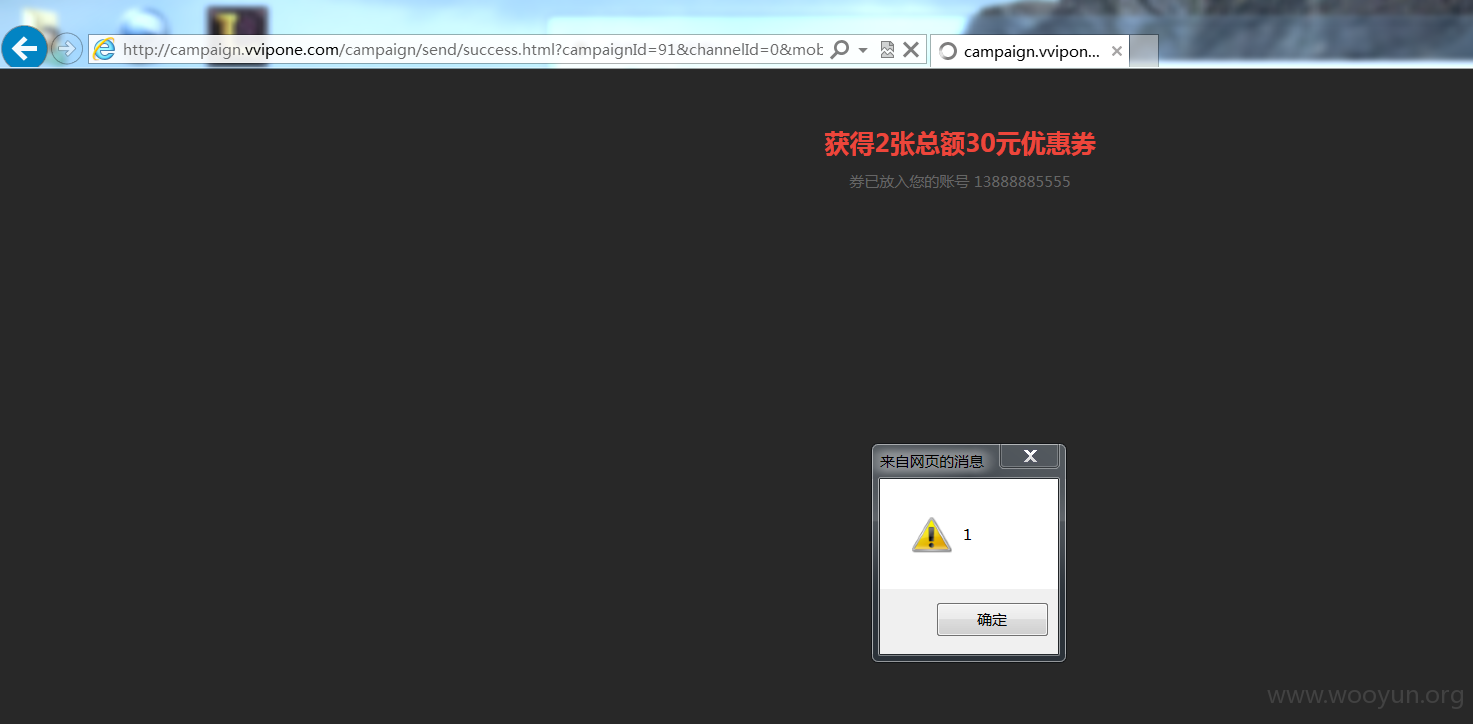 http://campaign.vvipone.com/campaign/send/success.html?campaignId=91&channelId=0&mob
campaign.vvipon...
获得2张总额30元优惠券
券已放入您的账号 13888885555
来自网页的消息
1
确定
www.wooyun.org